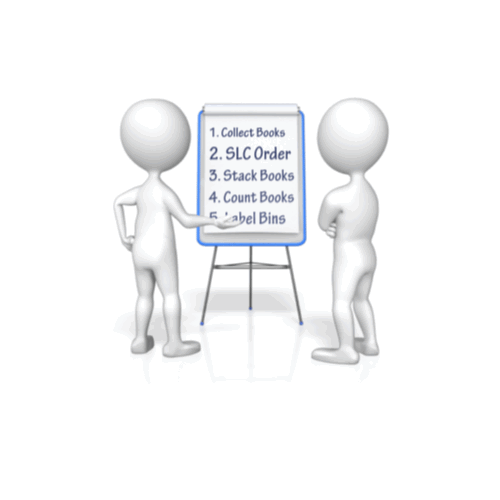 1. Collect Books
2. SLC Order
3. Stack Books
4. Count Books
5. Label Bins